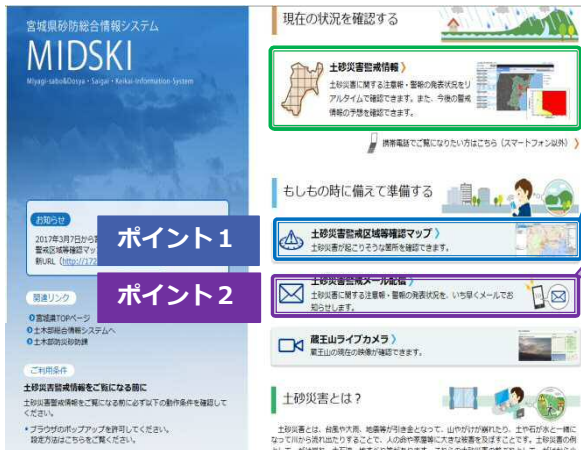 宮城県砂防総合情報システム
MIDSKI
Miyagi-sabo&Dosya・Saigai・Keikai-Information-System
お知らせ
2017年3月7日から
警戒区域等確認マッ
新URL（http://172
ポイント１
ポイント２
関連リンク
宮城県TOPページ
土木部総合情報システムへ
土木部防災砂防課
ご利用条件
土砂災害警戒情報をご覧になる前に
土砂災害警戒情報をご覧になる前に必ず以下の動作条件を確認して
ください。
・ブラウザのポップアップを許可してください。
設定方法はこちらをご覧ください。
現在の状況を確認する
土砂災害監戒情報 〉
土砂災害に関する注意報・警報の発表状況をリ
アルタイムで確認できます。また、今後の警戒
情報の予想を確認できます。
携帯電話でご覧になりたい方はこちら（スマートフォン以外） 〉
もしもの時に備えて準備する
土砂災害警戒区域等確認マップ 〉
土砂災害が起こりそうな箇所を確認できます。
土砂災害警戒メール配信 〉
土砂災害に関する注意報・警報の発表状況を、いち早くメールでお
知らせします。
蔵王山ライブカメラ 〉
蔵王山の現在の映像が確認できます。
土砂災害とは？
土砂災害とは、台風や大雨、地震等が引き金となって、山やがけが崩れたり、土や石が水と一緒に
なって川から流れ出たりすることで、人の命や家屋等に大きな被害を及ぼすことです。土砂災害の例